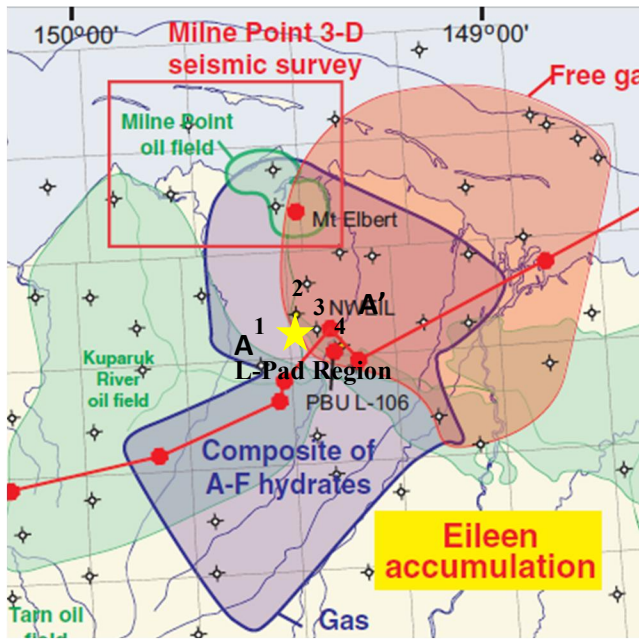 150°00'
149°00'
Milne Point 3-D
seismic survey
Free ga
Milne Point
oil field
Mt Elbert
2
A'
1
3
NWEIL
4
A
L-Pad Region
Kuparuk
River
oil field
PBU L-106
Composite of
A-F hydrates
Eileen
accumulation
Gas
Tarn oil
field